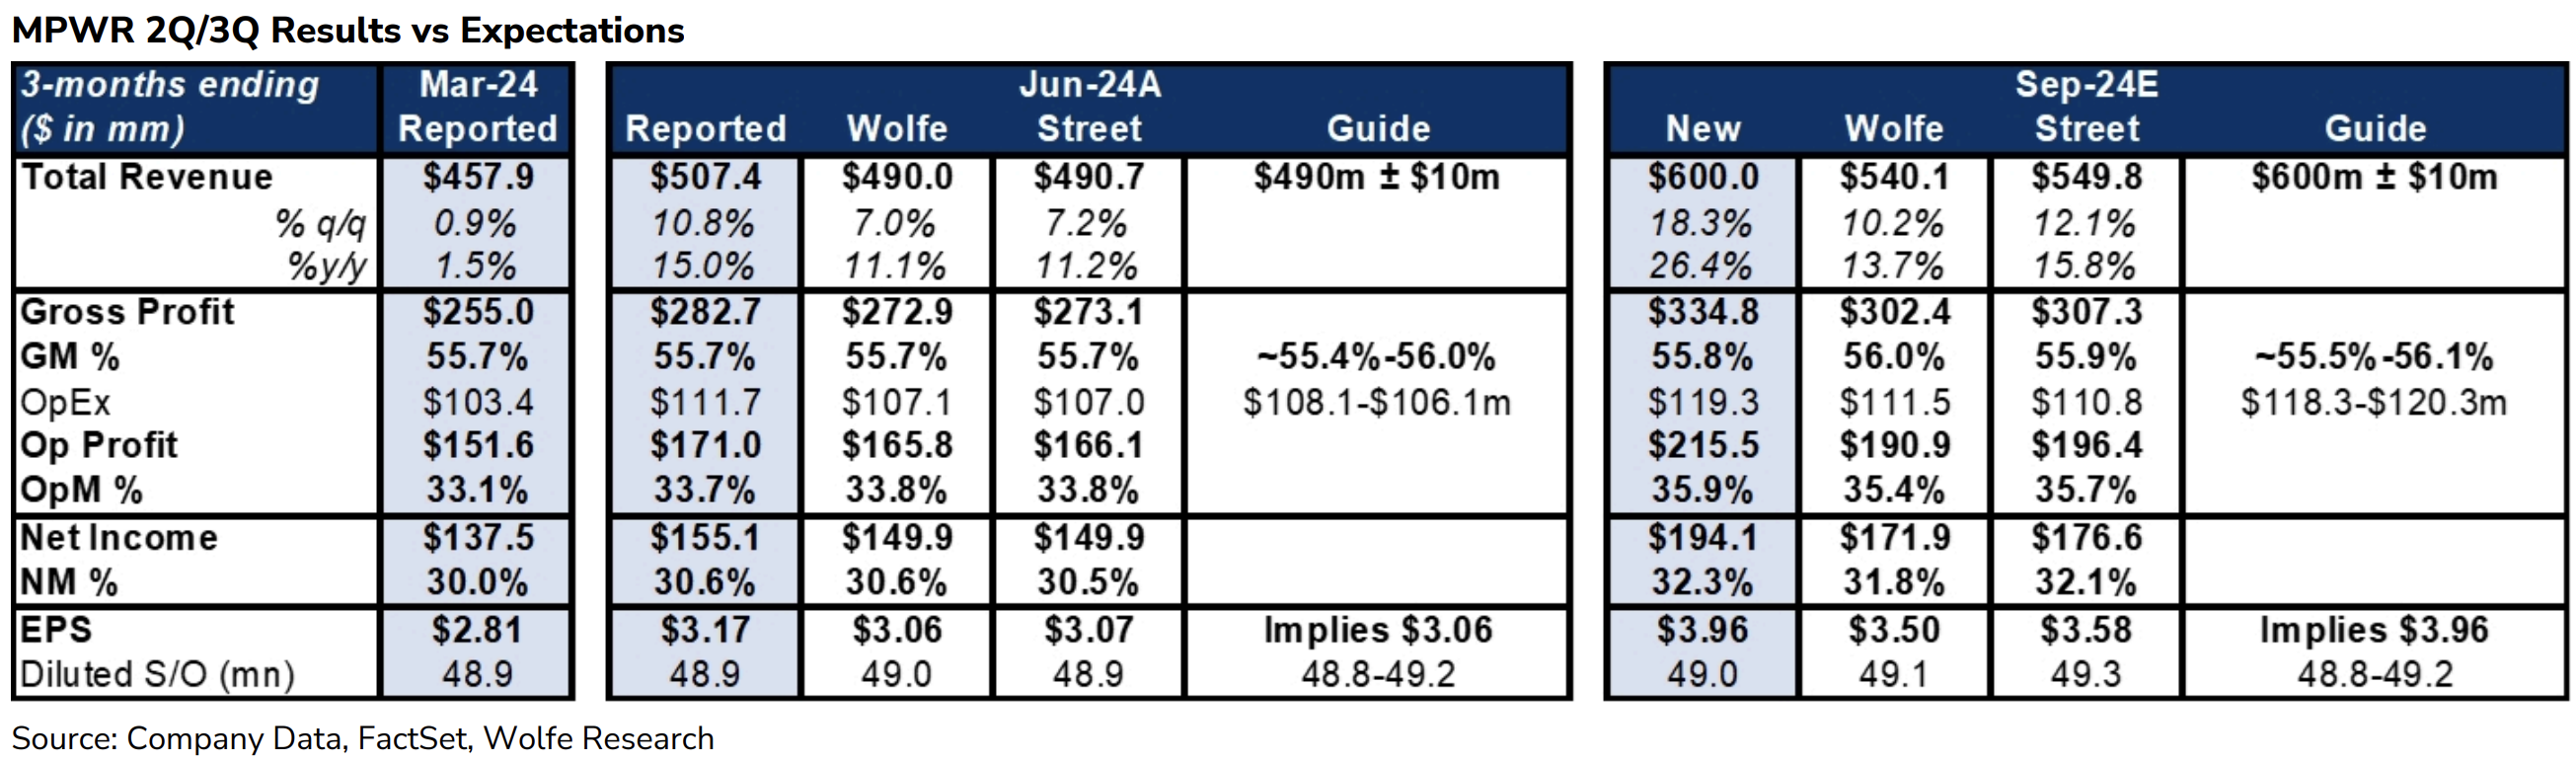 MPWR 2Q/3Q Results vs Expectations
3-months ending Mar-24 Jun-24A Sep-24E
($ in mm) Reported Reported Wolfe Street Guide New Wolfe Street Guide
Total Revenue $457.9 $507.4 $490.0 $490.7 $490m ± $10m $600.0 $540.1 $549.8 $600m ± $10m
% q/q 0.9% 10.8% 7.0% 7.2% 18.3% 10.2% 12.1%
%y/y 1.5% 15.0% 11.1% 11.2% 26.4% 13.7% 15.8%
Gross Profit $255.0 $282.7 $272.9 $273.1 $334.8 $302.4 $307.3
GM % 55.7% 55.7% 55.7% 55.7% ~55.4%-56.0% 55.8% 56.0% 55.9% ~55.5%-56.1%
OpEx $103.4 $111.7 $107.1 $107.0 $108.1-$106.1m $119.3 $111.5 $110.8 $118.3-$120.3m
Op Profit $151.6 $171.0 $165.8 $166.1 $215.5 $190.9 $196.4
OpM % 33.1% 33.7% 33.8% 33.8% 35.9% 35.4% 35.7%
Net Income $137.5 $155.1 $149.9 $149.9 $194.1 $171.9 $176.6
NM % 30.0% 30.6% 30.6% 30.5% 32.3% 31.8% 32.1%
EPS $2.81 $3.17 $3.06 $3.07 Implies $3.06 $3.96 $3.50 $3.58 Implies $3.96
Diluted S/O (mn) 48.9 48.9 49.0 48.9 48.8-49.2 49.0 49.1 49.3 48.8-49.2
Source: Company Data, FactSet, Wolfe Research